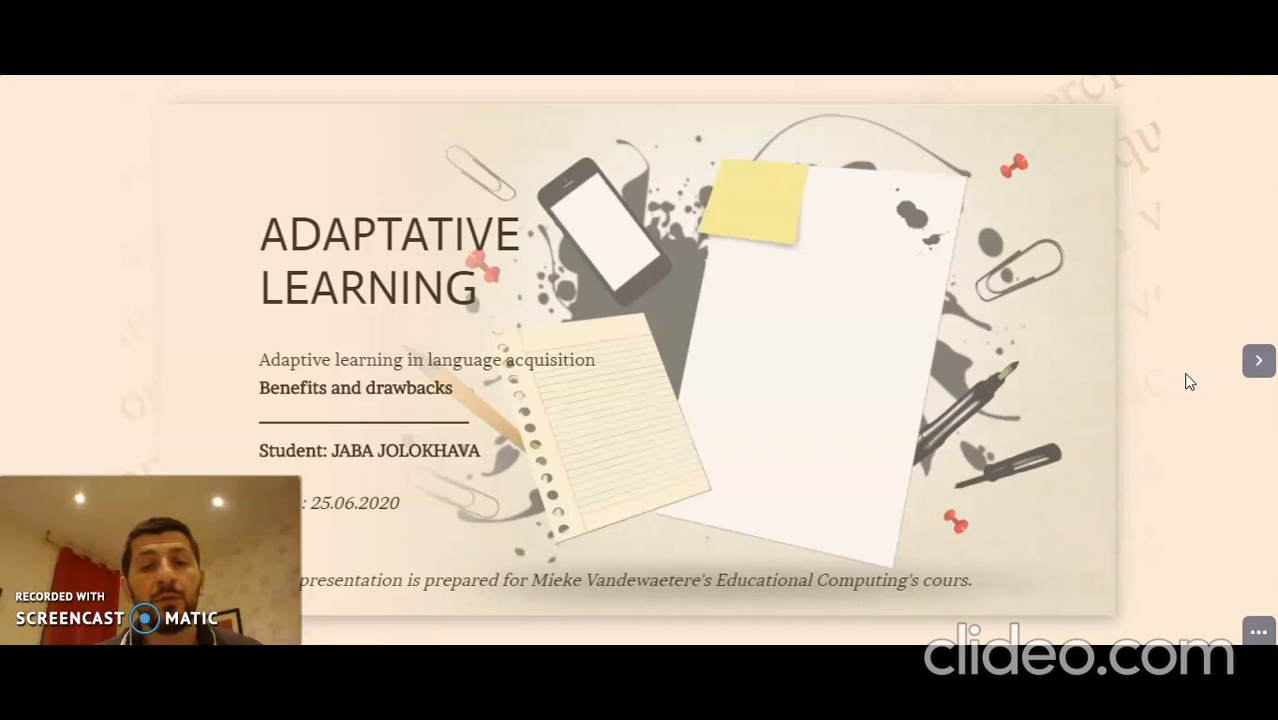 ADAPTATIVE
LEARNING
Adaptive learning in language acquisition
Benefits and drawbacks
Student: JABA JOLOKHAVA
: 25.06.2020
presentation is prepared for Mieke Vandewaetere's Educational Computing's cours.
RECORDED WITH
SCREENCAST MATIC
clideo.com